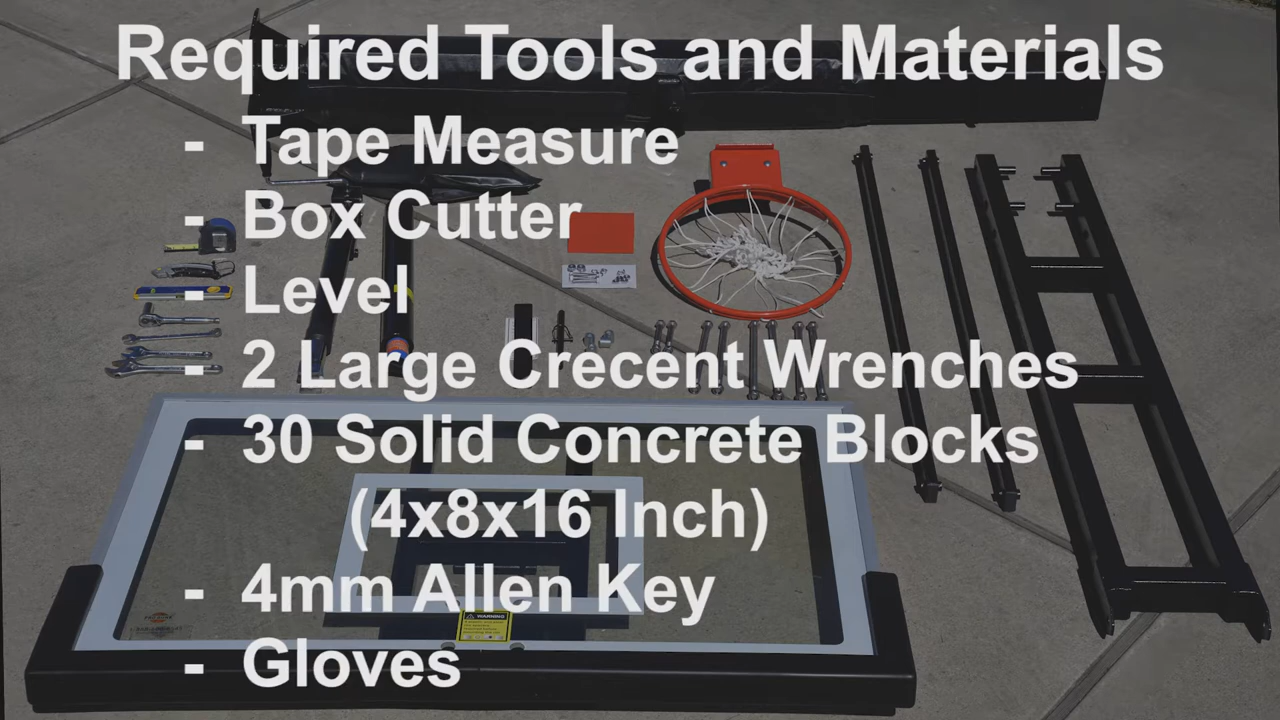 Required Tools and Materials
- Tape Measure
- Box Cutter
- Level
- 2 Large Crecent Wrenches
- 30 Solid Concrete Blocks
(4x8x16 Inch)
- 4mm Allen Key
- Gloves
WARNING